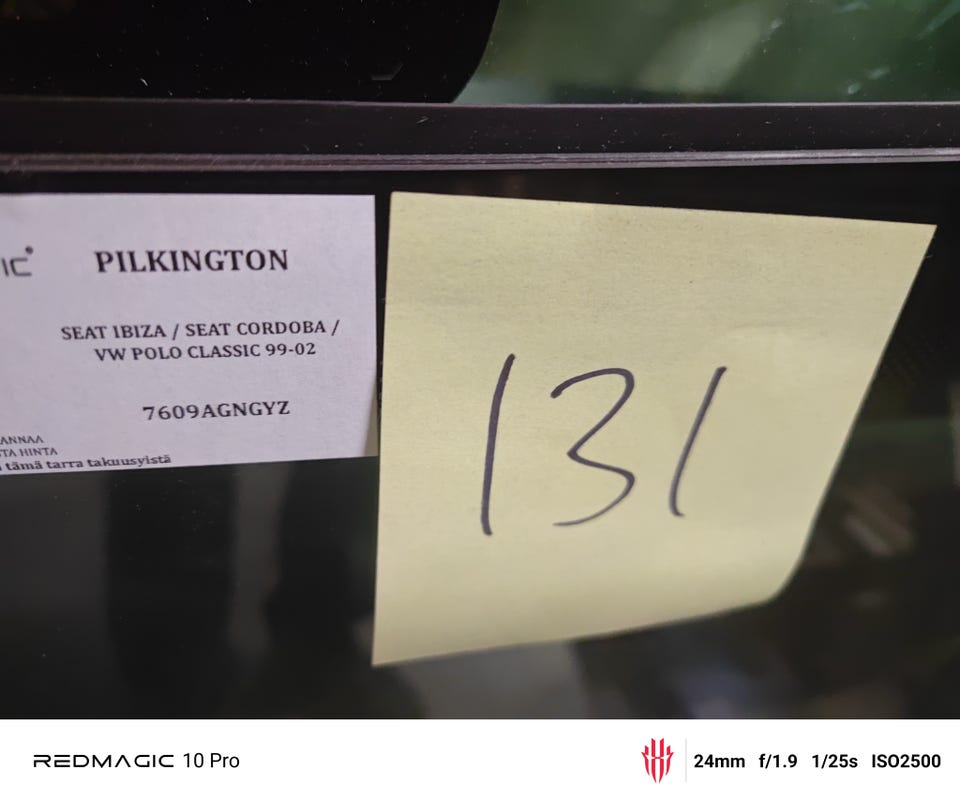 IC
PILKINGTON
SEAT IBIZA / SEAT CORDOBA /
VW POLO CLASSIC 99-02
7609AGNGYZ
ANNAA
TA HINTA
tämä tarra takuusyistä
131
REDMAGIC 10 Pro
24mm f/1.9 1/25s ISO2500